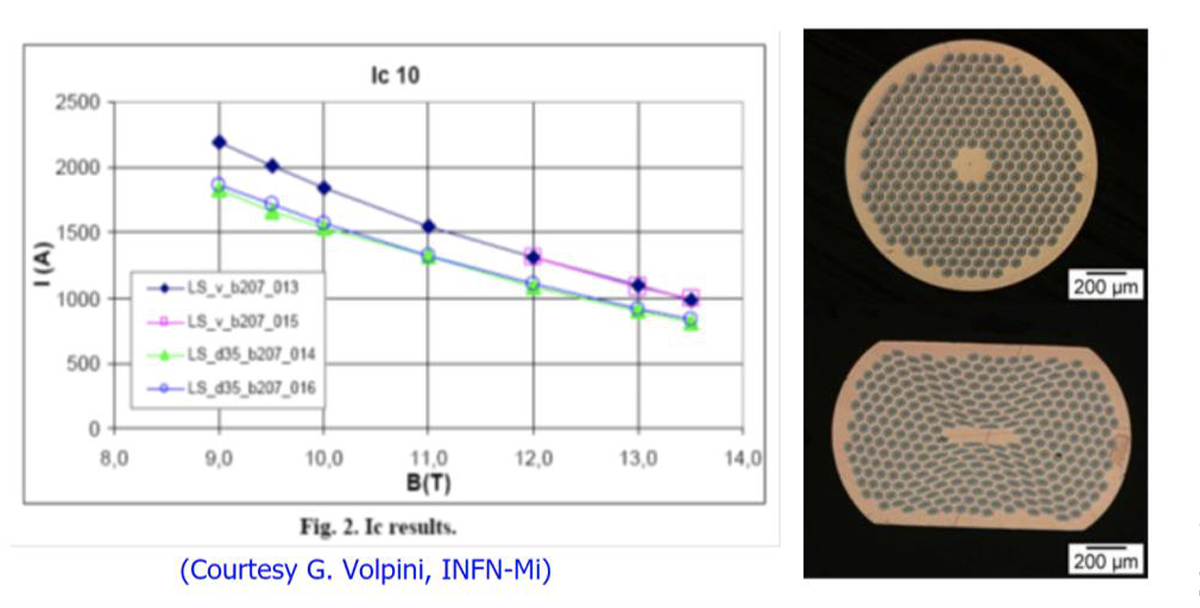 Ic 10
2500
2000
1500
1000
500
0
I (A)
LS_v_b207_013
LS_v_b207_015
LS_d35_b207_014
LS_d35_b207_016
8,0 9,0 10,0 11,0 12,0 13,0 14,0
B(T)
Fig. 2. Ic results.
(Courtesy G. Volpini, INFN-Mi)
200 µm
200 µm